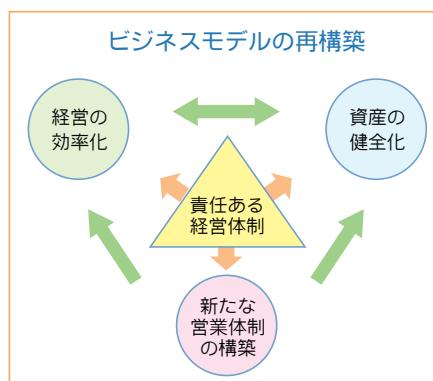 ビジネスモデルの再構築
経営の
効率化
資産の
健全化
責任ある
経営体制
新たな
営業体制
の構築